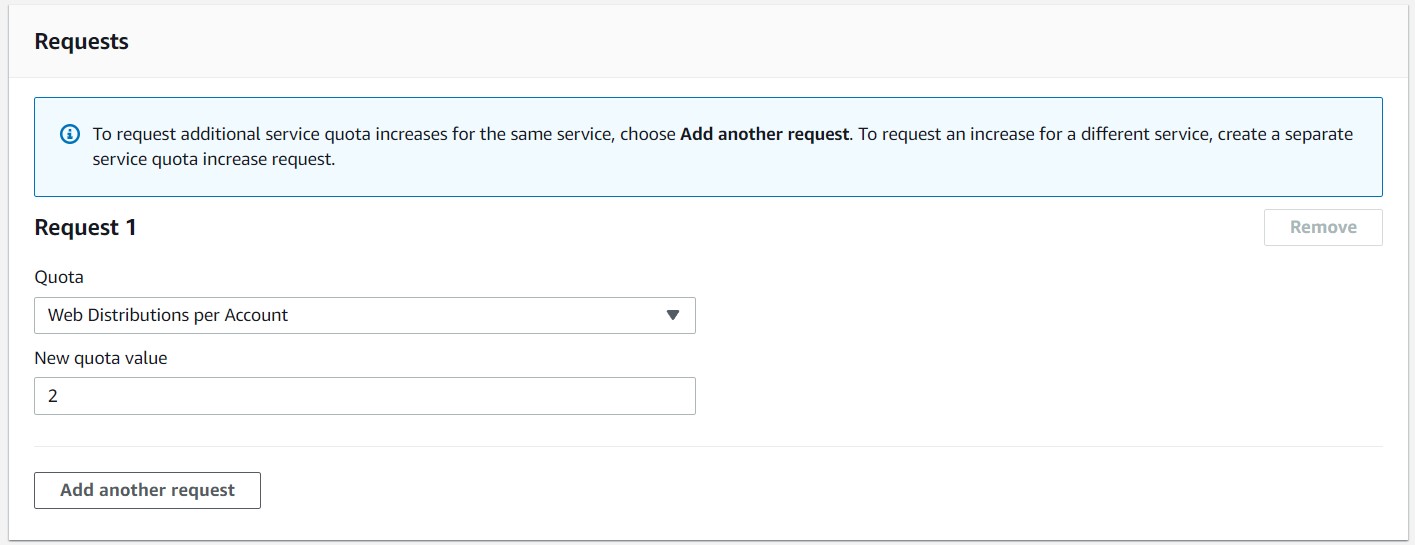 Requests
To request additional service quota increases for the same service, choose Add another request. To request an increase for a different service, create a separate
service quota increase request.
Request 1
Remove
Quota
Web Distributions per Account
New quota value
2
Add another request